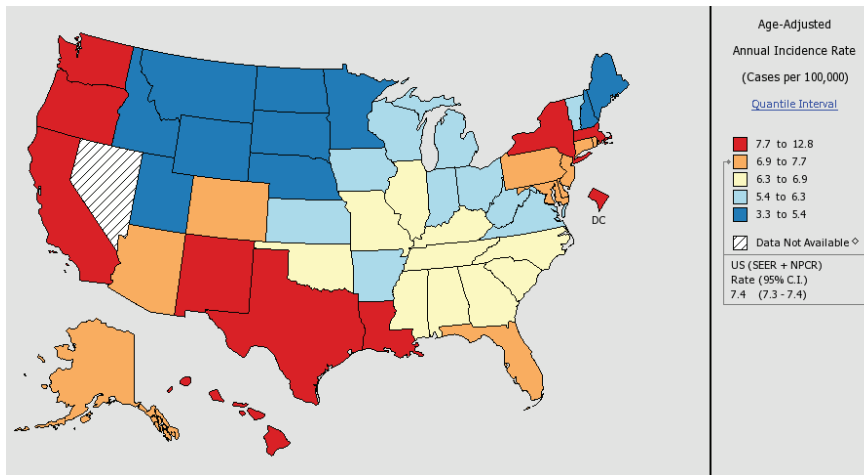 Age-Adjusted
Annual Incidence Rate
(Cases per 100,000)
Quantile Interval
7.7 to 12.8
6.9 to 7.7
6.3 to 6.9
5.4 to 6.3
3.3 to 5.4
Data Not Available ◇
US (SEER + NPCR)
Rate (95% C.I.)
7.4 (7.3 - 7.4)
DC